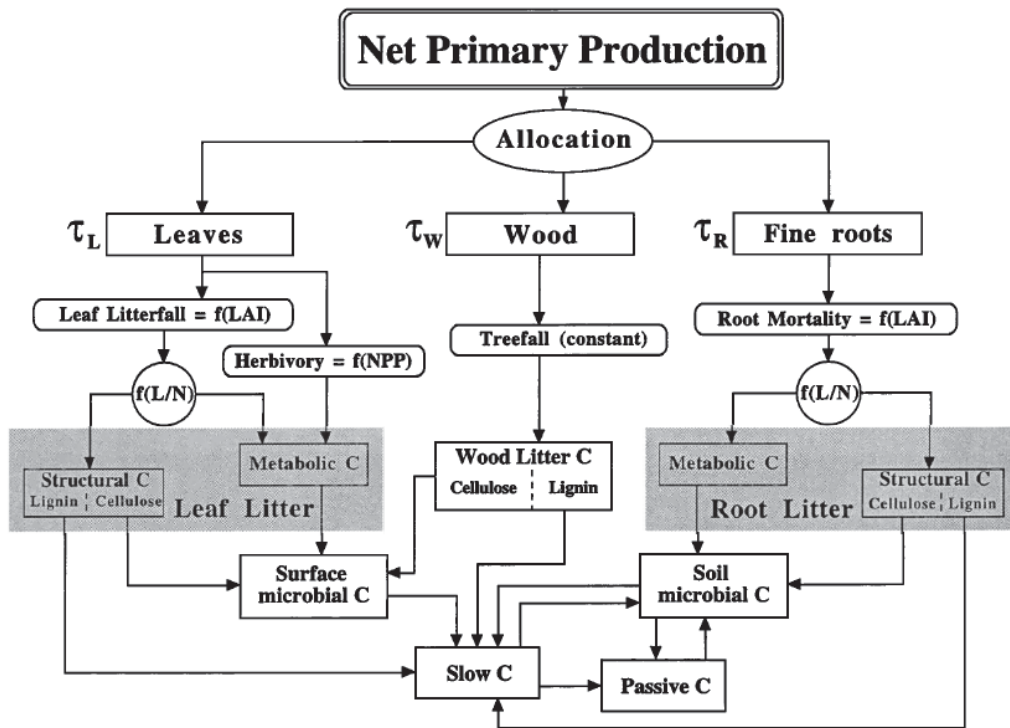 Net Primary Production
Allocation
τL Leaves
τW Wood
τR Fine roots
Leaf Litterfall = f(LAI)
Root Mortality = f(LAI)
Treefall (constant)
Herbivory = f(NPP)
f(L/N)
f(L/N)
Metabolic C
Structural C
Lignin Cellulose
Leaf Litter
Wood Litter C
Cellulose Lignin
Metabolic C
Structural C
Cellulose Lignin
Root Litter
Surface
microbial C
Soil
microbial C
Slow C
Passive C